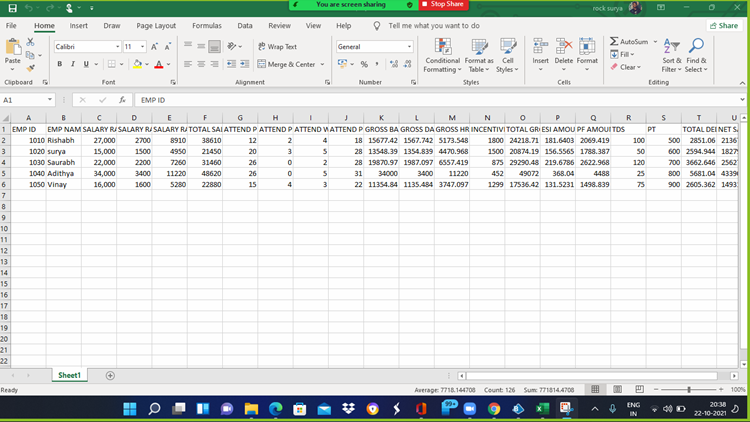 You are screen sharing Stop Share
rock surya
File Home Insert Draw Page Layout Formulas Data Review View Help Tell me what you want to do Share
Calibri 11 Wrap Text General AutoSum
Paste B I U Merge & Center Conditional Formatting Format as Table Cell Styles Insert Delete Format Fill Clear Sort & Filter Find & Select
Clipboard Font Alignment Number Styles Cells Editing
A1 EMP ID
A B C D E F G H I J K L M N O P Q R S T U
1 EMP ID EMP NAM SALARY RA SALARY RA SALARY RA TOTAL SAL ATTEND P ATTEND P ATTEND V ATTEND P GROSS BA GROSS DA GROSS HR INCENTIVI TOTAL GR ESI AMOU PF AMOUI TDS PT TOTAL DEI NET S
2 1010 Rishabh 27,000 2700 8910 38610 12 2 4 18 15677.42 1567.742 5173.548 1800 24218.71 181.6403 2069.419 100 500 2851.06 2136
3 1020 surya 15,000 1500 4950 21450 20 3 5 28 13548.39 1354.839 4470.968 1500 20874.19 156.5565 1788.387 50 600 2594.944 1827
4 1030 Saurabh 22,000 2200 7260 31460 26 0 2 28 19870.97 1987.097 6557.419 875 29290.48 219.6786 2622.968 120 700 3662.646 2562
5 1040 Adithya 34,000 3400 11220 48620 26 0 5 31 34000 3400 11220 452 49072 368.04 4488 25 800 5681.04 4339
6 1050 Vinay 16,000 1600 5280 22880 15 4 3 22 11354.84 1135.484 3747.097 1299 17536.42 131.5231 1498.839 75 900 2605.362 1493
7
8
9
10
11
12
13
14
15
16
17
18
19
20
21
22
Sheet1
Ready Average: 7718.144708 Count: 126 Sum: 771814.4708 100%
99+ ENG IN 20:38 22-10-2021